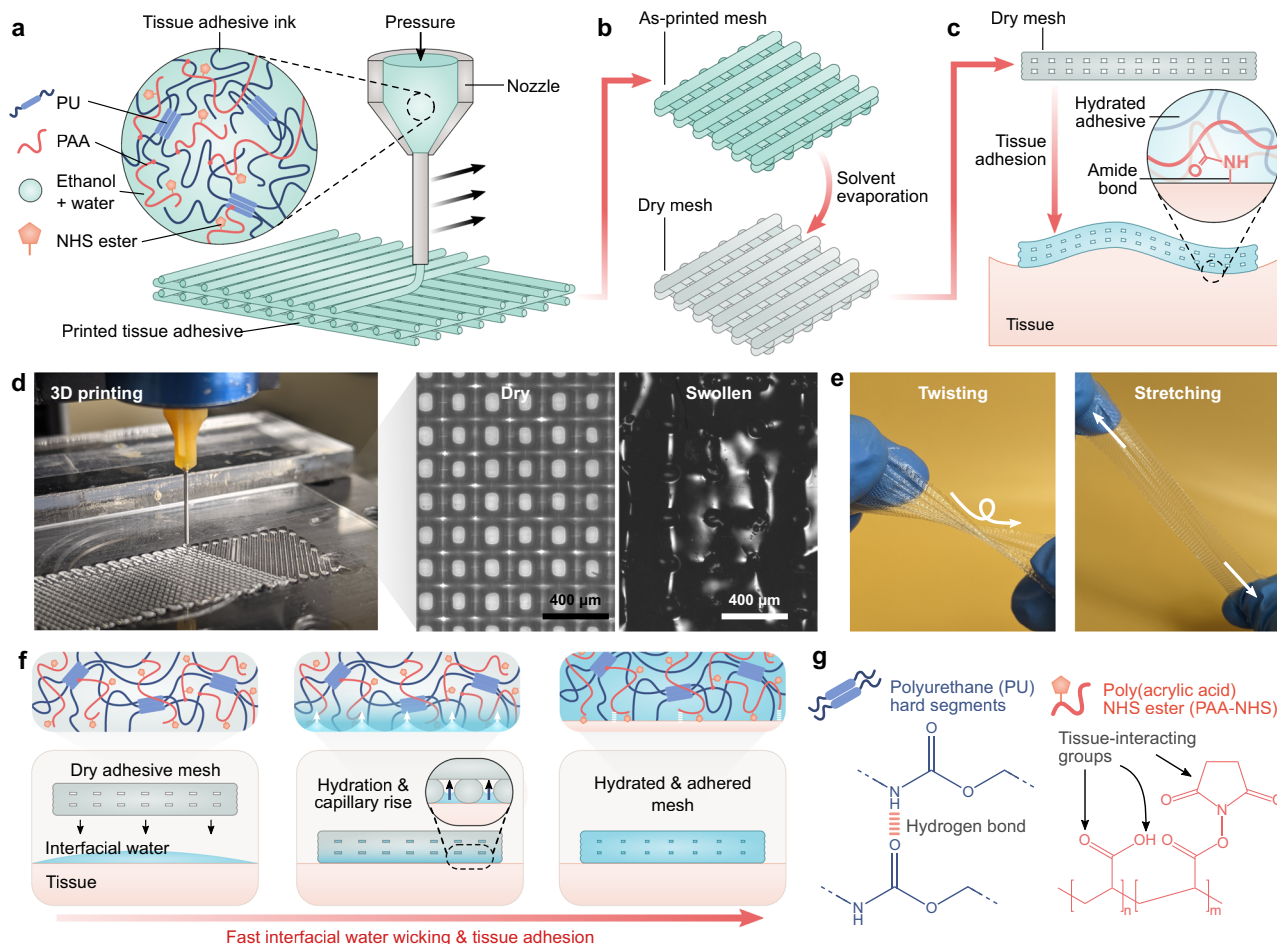 a
Tissue adhesive ink
Pressure
Nozzle
PU
PAA
Ethanol
+ water
NHS ester
Printed tissue adhesive
b
As-printed mesh
Solvent
evaporation
Dry mesh
c
Dry mesh
Hydrated
adhesive
Tissue
adhesion
O
NH
Amide
bond
Tissue
d
3D printing
Dry
400 µm
Swollen
400 µm
e
Twisting
Stretching
f
Dry adhesive mesh
Interfacial water
Tissue
Hydration &
capillary rise
Hydrated & adhered
mesh
Fast interfacial water wicking & tissue adhesion
g
Polyurethane (PU)
hard segments
O
N
H
O
Hydrogen bond
O
N
H
O
Poly(acrylic acid)
NHS ester (PAA-NHS)
Tissue-interacting
groups
O
N
O
O
OH
O
O
n
m